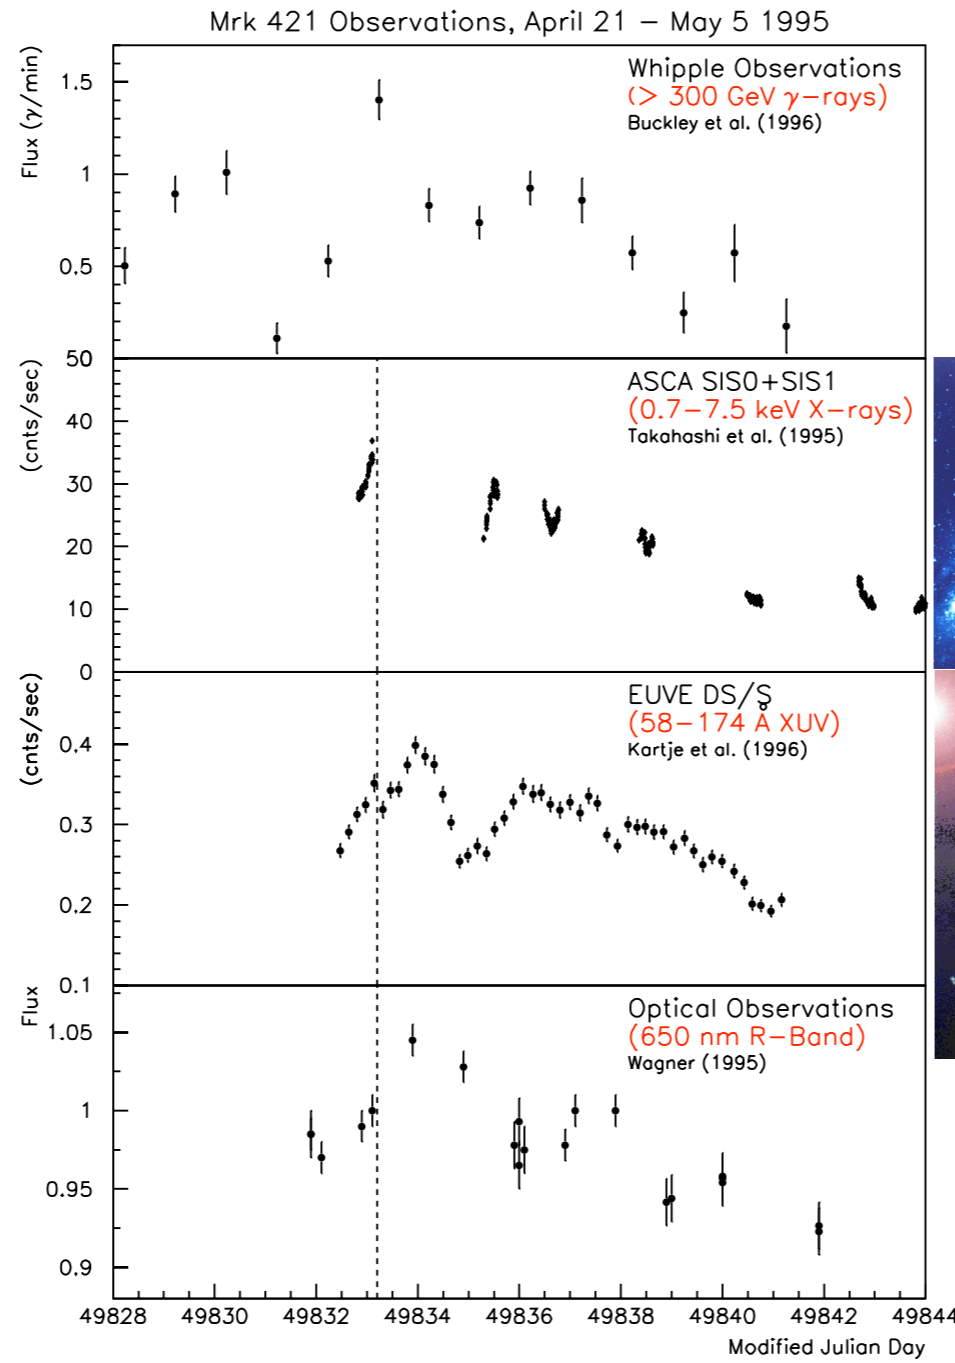 Mrk 421 Observations, April 21 – May 5 1995
Flux (γ/min)
1.5
1
0.5
Whipple Observations
(> 300 GeV γ–rays)
Buckley et al. (1996)
(cnts/sec)
50
40
30
20
10
0
ASCA SIS0+SIS1
(0.7–7.5 keV X–rays)
Takahashi et al. (1995)
(cnts/sec)
0.4
0.3
0.2
0.1
EUVE DS/S
(58–174 Å XUV)
Kartje et al. (1996)
Flux
1.05
1
0.95
0.9
Optical Observations
(650 nm R–Band)
Wagner (1995)
49828 49830 49832 49834 49836 49838 49840 49842 49844
Modified Julian Day